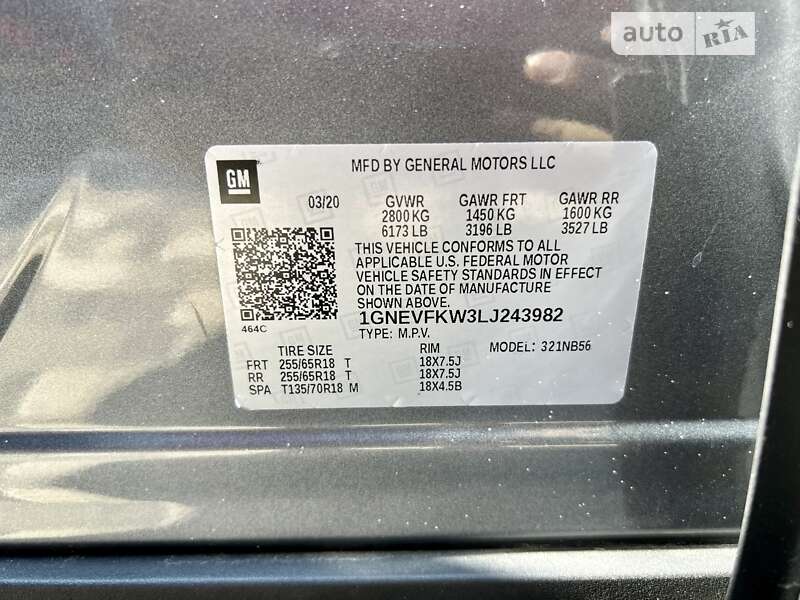 auto RIA
GM
MFD BY GENERAL MOTORS LLC
03/20 GVWR GAWR FRT GAWR RR
2800 KG 1450 KG 1600 KG
6173 LB 3196 LB 3527 LB
THIS VEHICLE CONFORMS TO ALL
APPLICABLE U.S. FEDERAL MOTOR
VEHICLE SAFETY STANDARDS IN EFFECT
ON THE DATE OF MANUFACTURE
SHOWN ABOVE.
464C
1GNEVFKW3LJ243982
TYPE: M.P.V.
TIRE SIZE RIM MODEL: 321NB56
FRT 255/65R18 T 18X7.5J
RR 255/65R18 T 18X7.5J
SPA T135/70R18 M 18X4.5B